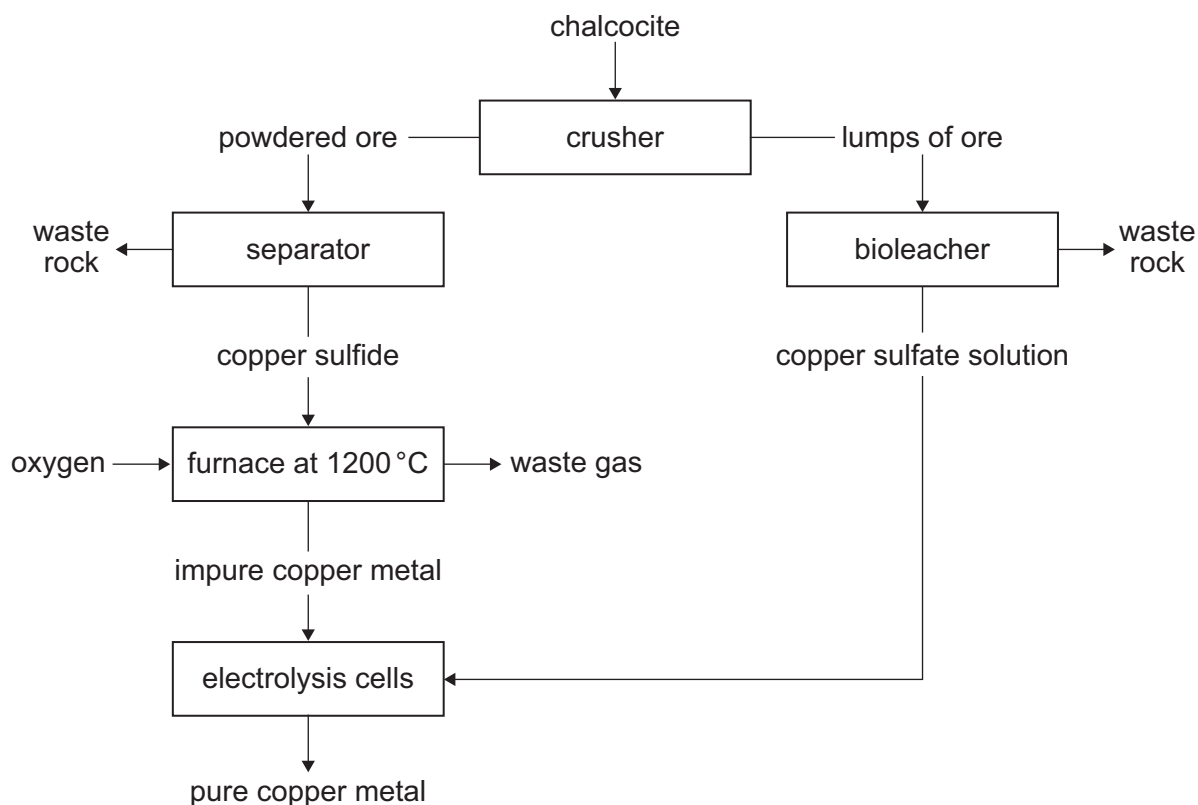 chalcocite
crusher
powdered ore
lumps of ore
waste
rock
separator
bioleacher
waste
rock
copper sulfide
copper sulfate solution
oxygen
furnace at 1200 °C
waste gas
impure copper metal
electrolysis cells
pure copper metal